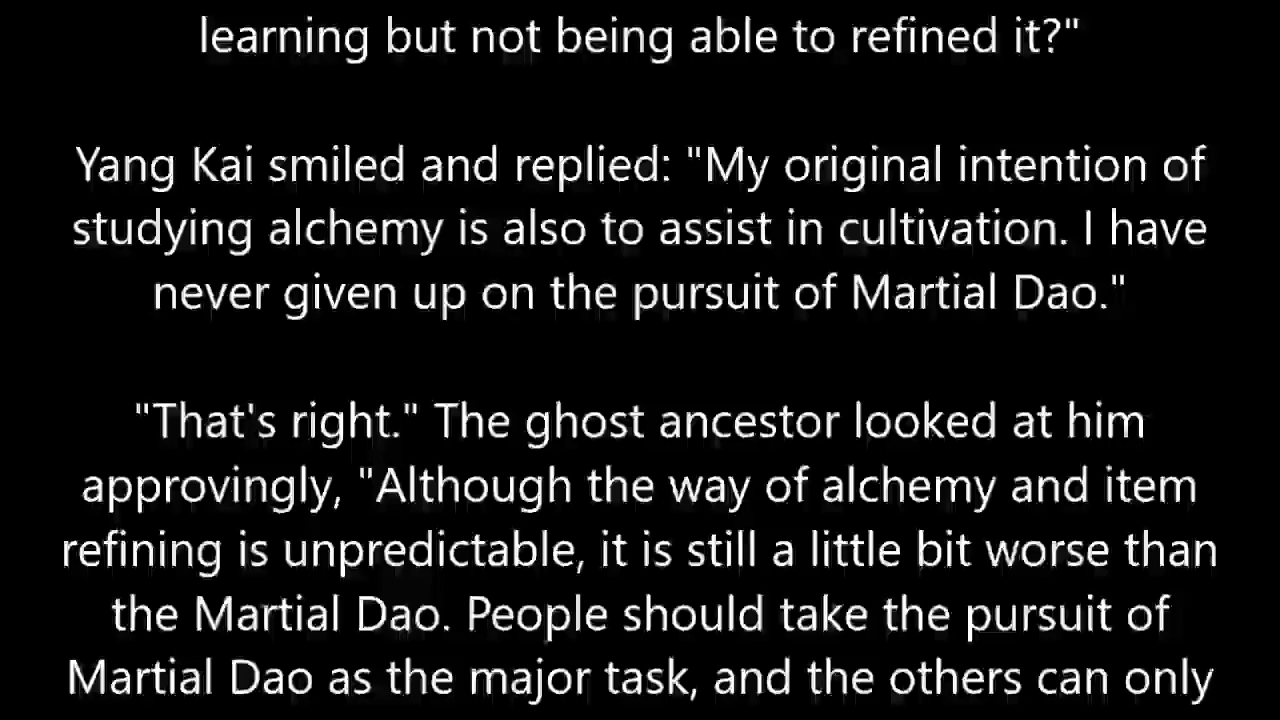 learning but not being able to refined it?"
Yang Kai smiled and replied: "My original intention of
studying alchemy is also to assist in cultivation. I have
never given up on the pursuit of Martial Dao."
"That's right." The ghost ancestor looked at him
approvingly, "Although the way of alchemy and item
refining is unpredictable, it is still a little bit worse than
the Martial Dao. People should take the pursuit of
Martial Dao as the major task, and the others can only